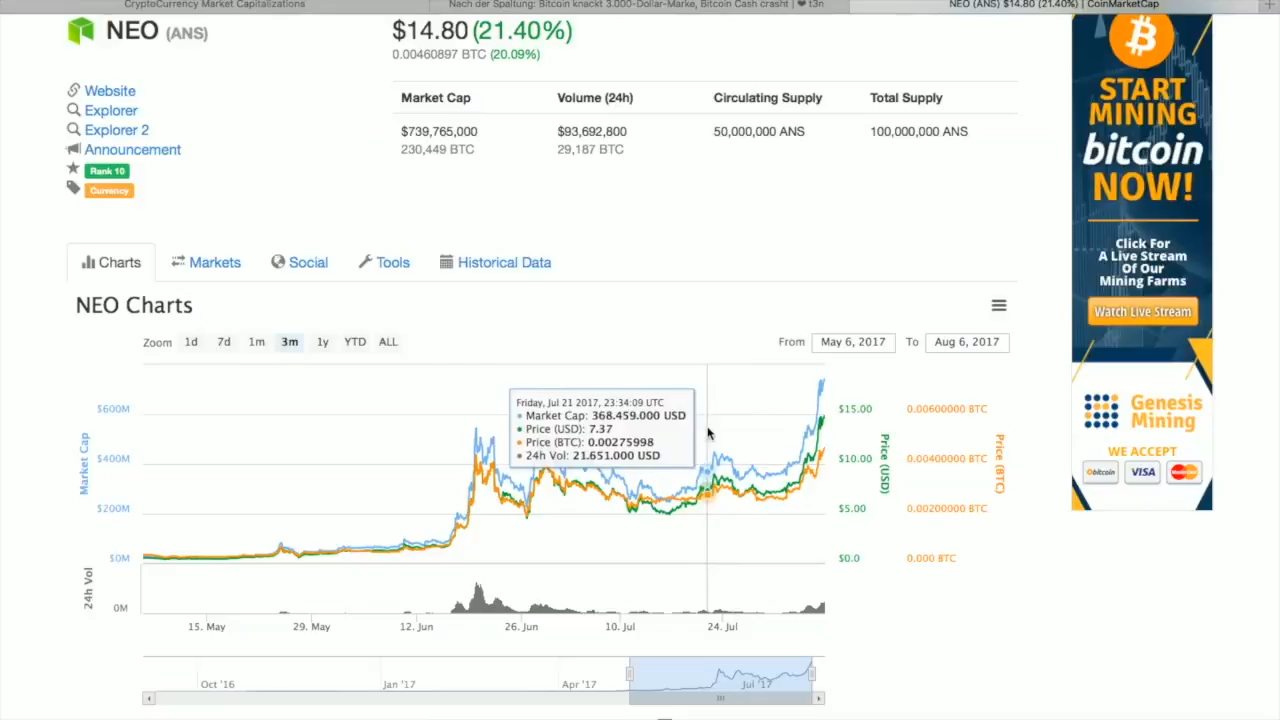 CryptoCurrency Market Capitalizations
Nach der Spaltung: Bitcoin knackt 3.000-Dollar-Marke, Bitcoin Cash crasht | ❤ t3n
NEO (ANS) $14.80 (21.40%) | CoinMarketCap
NEO (ANS)
$14.80 (21.40%)
0.00460897 BTC (20.09%)
Website
Explorer
Explorer 2
Announcement
Rank 10
Currency
Market Cap Volume (24h) Circulating Supply Total Supply
$739,765,000 $93,692,800 50,000,000 ANS 100,000,000 ANS
230,449 BTC 29,187 BTC
Charts Markets Social Tools Historical Data
NEO Charts
Zoom 1d 7d 1m 3m 1y YTD ALL
From May 6, 2017 To Aug 6, 2017
Friday, Jul 21 2017, 23:34:09 UTC
Market Cap: 368.459.000 USD
Price (USD): 7.37
Price (BTC): 0.00275998
24h Vol: 21.651.000 USD
$600M
$400M
$200M
$0M
Market Cap
24h Vol
0M
$15.00
$10.00
$5.00
$0.0
Price (USD)
0.00600000 BTC
0.00400000 BTC
0.00200000 BTC
0.000 BTC
Price (BTC)
15. May 29. May 12. Jun 26. Jun 10. Jul 24. Jul
Oct '16 Jan '17 Apr '17 Jul '17
START
MINING
bitcoin
NOW!
Click For
A Live Stream
Of Our
Mining Farms
Watch Live Stream
Genesis
Mining
WE ACCEPT
bitcoin VISA MasterCard